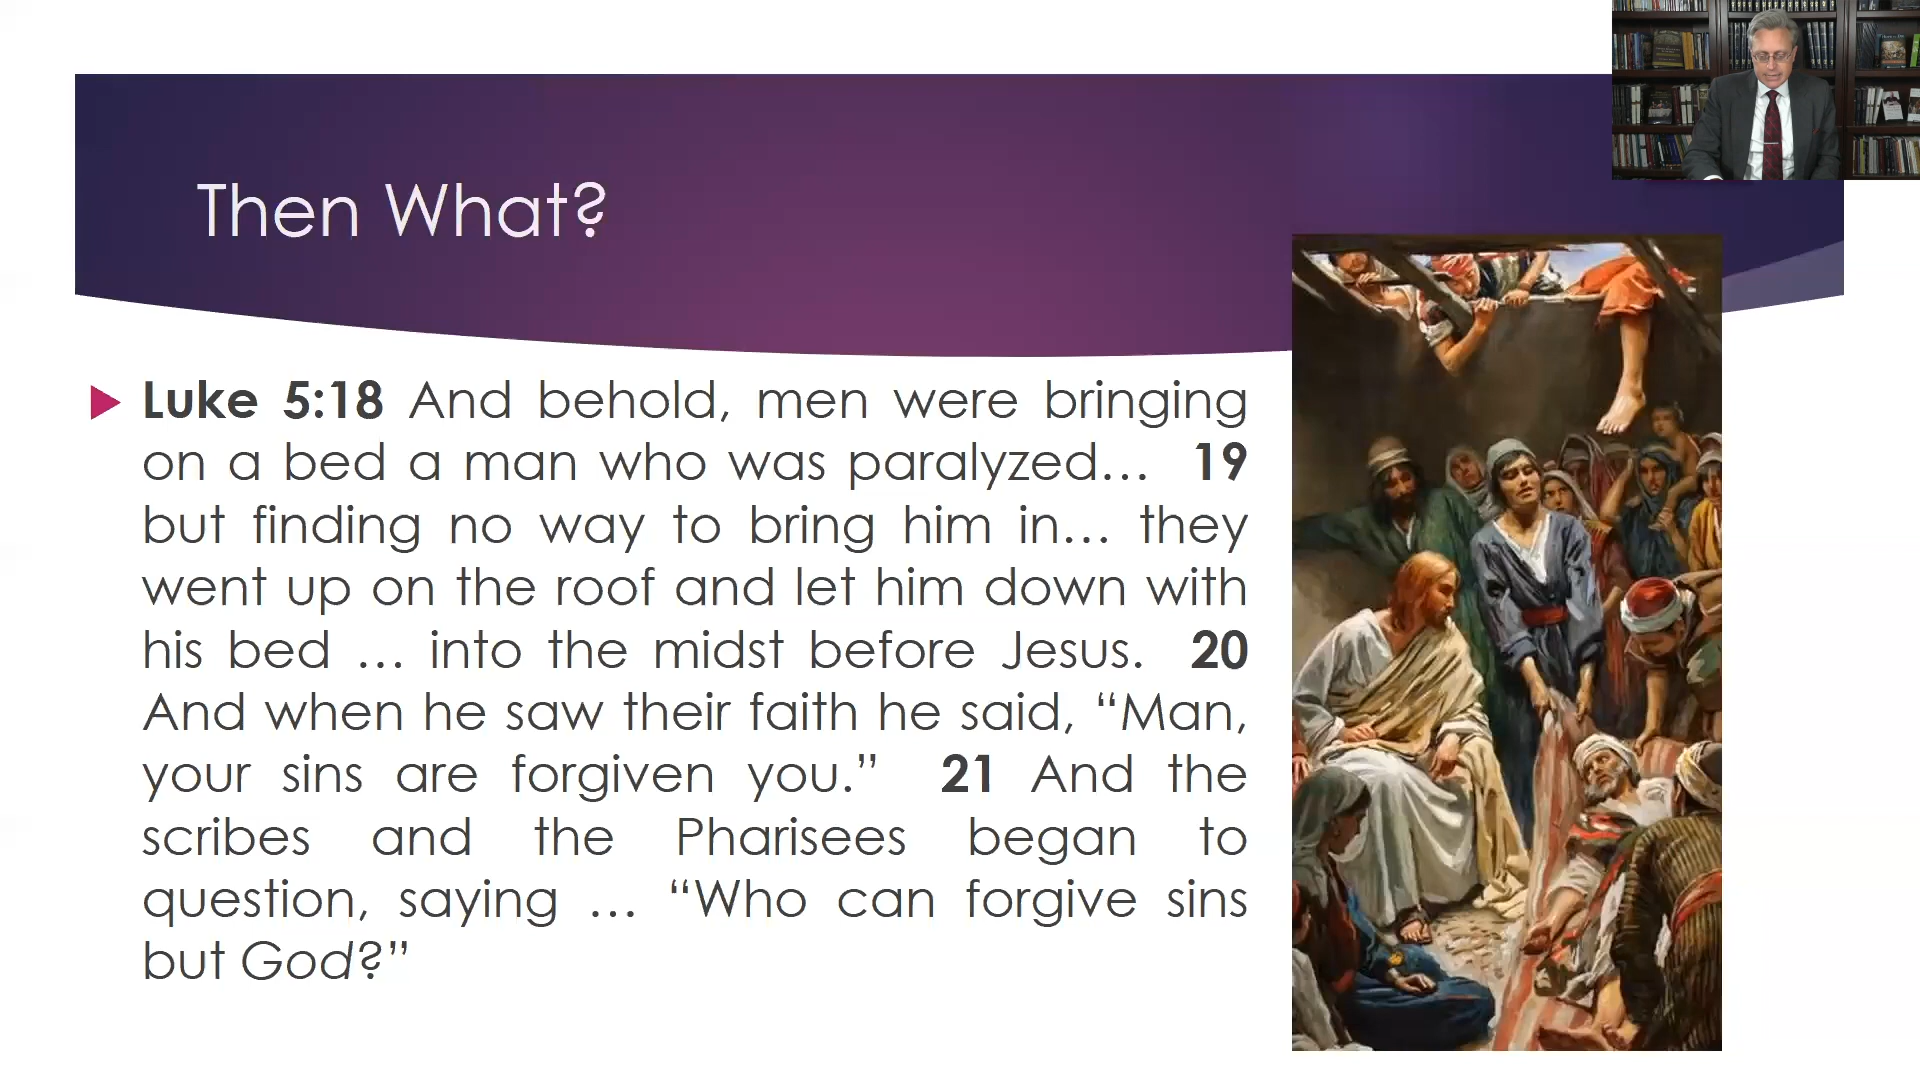 Then What?
Luke 5:18 And behold, men were bringing
on a bed a man who was paralyzed… 19
but finding no way to bring him in… they
went up on the roof and let him down with
his bed … into the midst before Jesus. 20
And when he saw their faith he said, “Man,
your sins are forgiven you.” 21 And the
scribes and the Pharisees began to
question, saying … “Who can forgive sins
but God?”